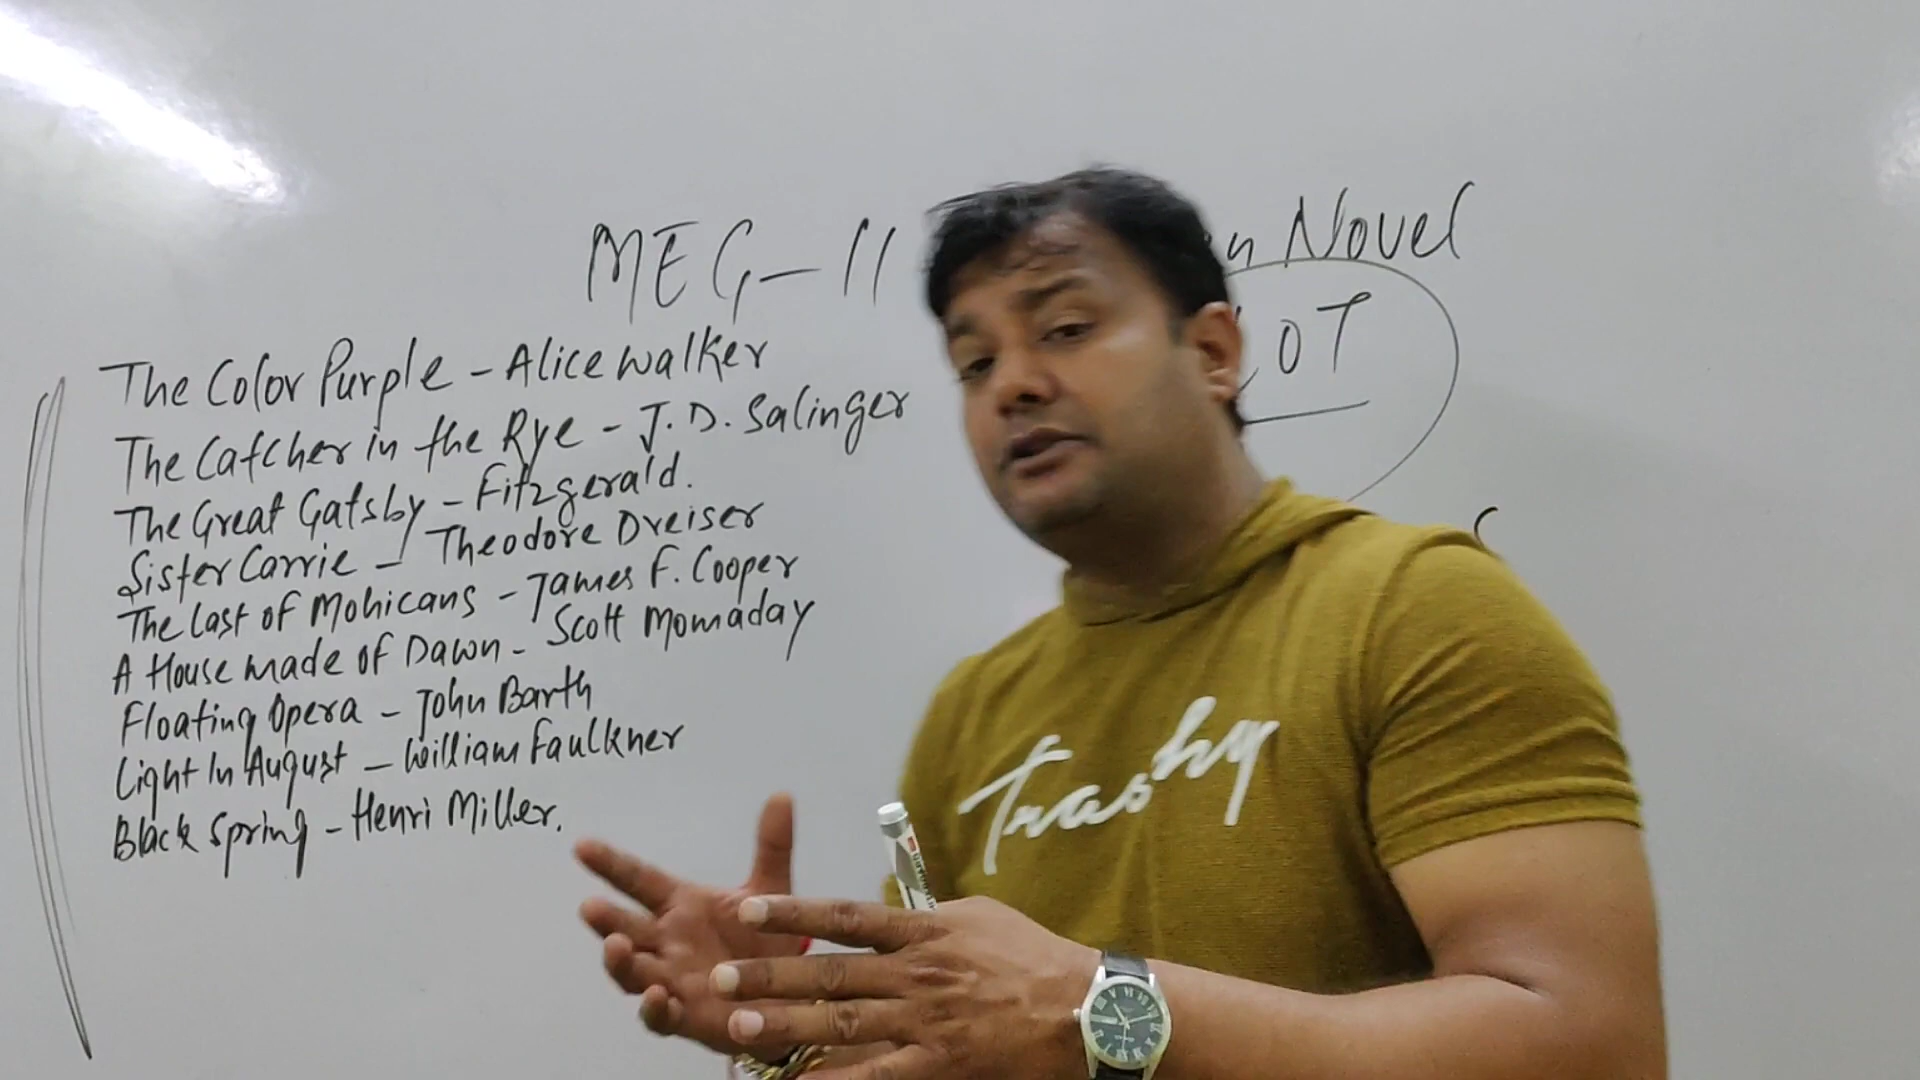 MEG-11 n Novel
LOT
The Color Purple - Alice Walker
The Catcher in the Rye - J. D. Salinger
The Great Gatsby - Fitzgerald.
Sister Carrie - Theodore Dreiser
The Last of Mohicans - James F. Cooper
A House made of Dawn - Scott Momaday
Floating Opera - John Barth
Light In August - William Faulkner
Black Spring - Henri Miller.
Trashy